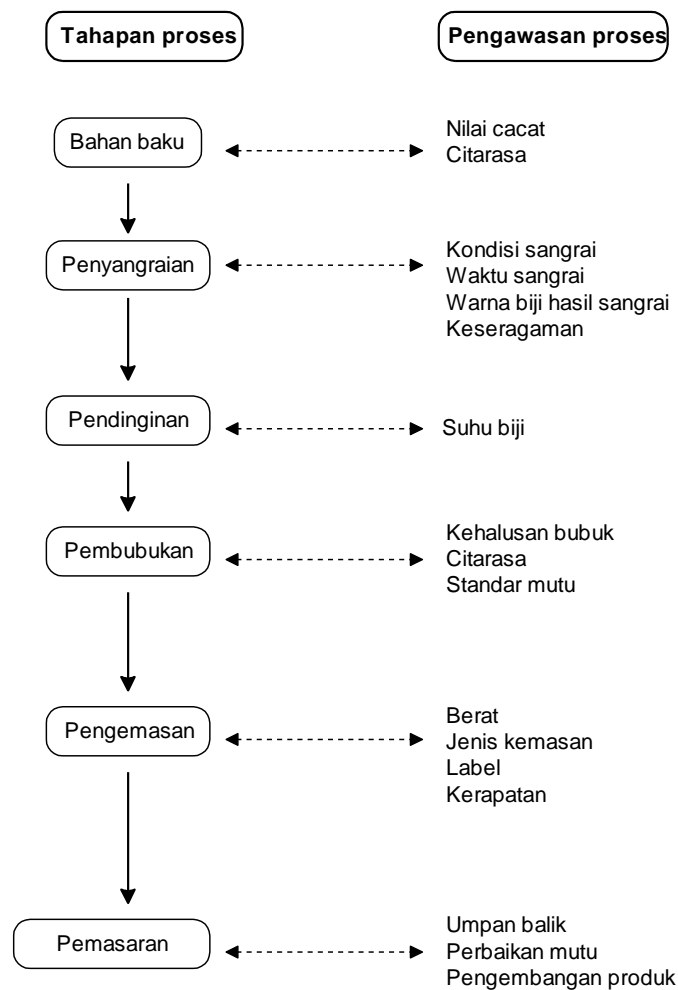 Tahapan proses
Pengawasan proses
Bahan baku
Nilai cacat
Citarasa
Penyangraian
Kondisi sangrai
Waktu sangrai
Warna biji hasil sangrai
Keseragaman
Pendinginan
Suhu biji
Pembubukan
Kehalusan bubuk
Citarasa
Standar mutu
Pengemasan
Berat
Jenis kemasan
Label
Kerapatan
Pemasaran
Umpan balik
Perbaikan mutu
Pengembangan produk